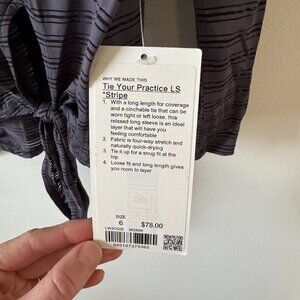 WHY WE MADE THIS
Tie Your Practice LS
*Stripe
1. With a long length for coverage
and a cinchable tie that can be
worn tight or left loose, this
relaxed long sleeve is an ideal
layer that will have you
feeling comfortable
2. Fabric is four-way stretch and
naturally quick-drying
3. Tie it up for a snug fit at the
hip
4. Loose fit and long length gives
you room to layer
SIZE
6 $78.00